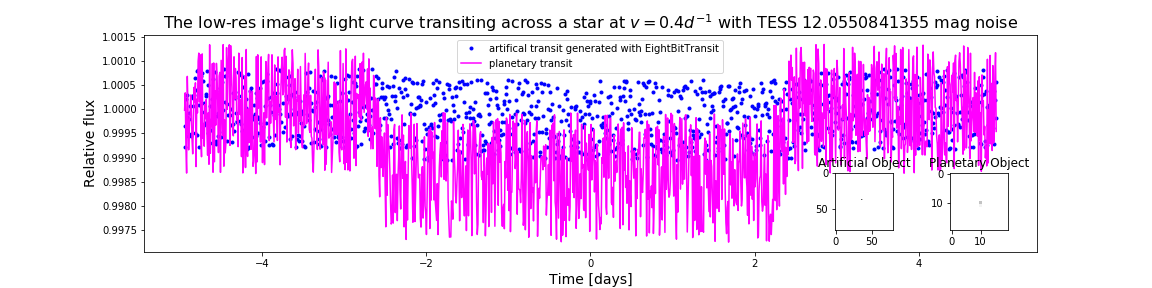 The low-res image's light curve transiting across a star at v = 0.4d⁻¹ with TESS 12.0550841355 mag noise
artifical transit generated with EightBitTransit
planetary transit
Relative flux
1.0015
1.0010
1.0005
1.0000
0.9995
0.9990
0.9985
0.9980
0.9975
Artificial Object
0
50
0 50
Planetary Object
0
10
0 10
−4 −2 0 2 4
Time [days]